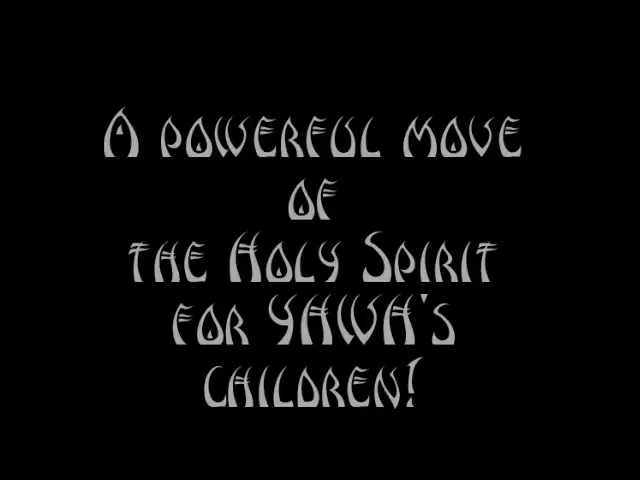 A powerful move
of
the Holy Spirit
for YHWH's
children!